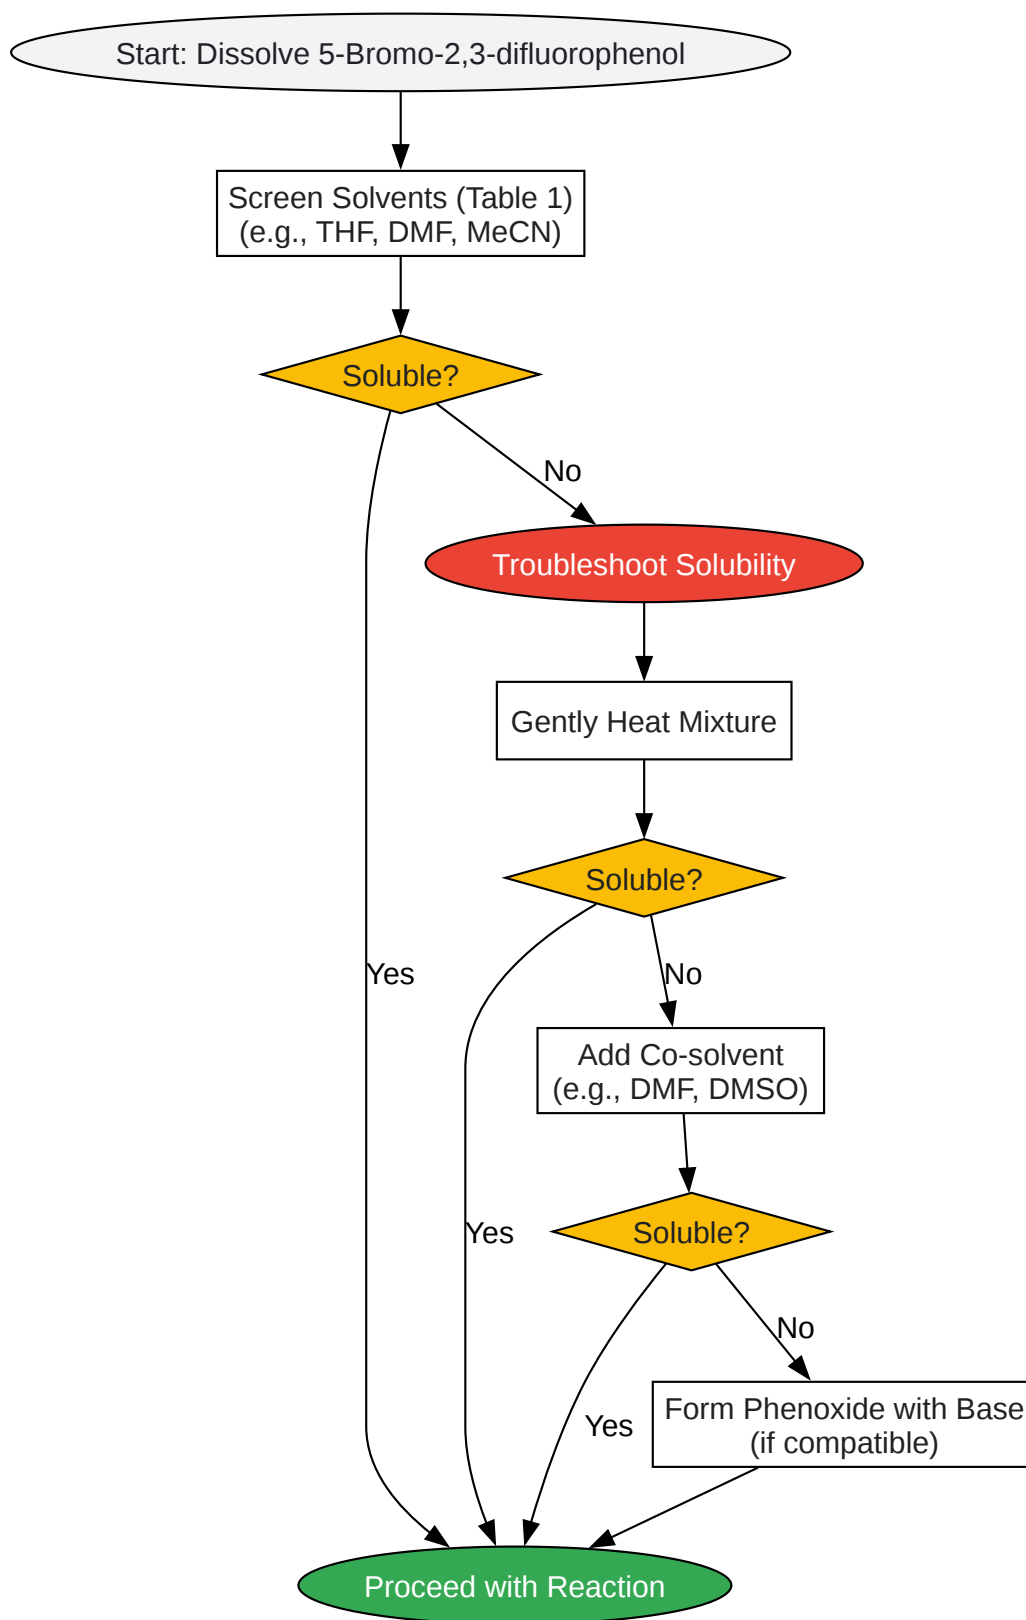 Start: Dissolve 5-Bromo-2,3-difluorophenol
Screen Solvents (Table 1)
(e.g., THF, DMF, MeCN)
Soluble?
No
Troubleshoot Solubility
Gently Heat Mixture
Soluble?
Yes
No
Add Co-solvent
(e.g., DMF, DMSO)
Yes
Soluble?
No
Yes
Form Phenoxide with Base
(if compatible)
Proceed with Reaction